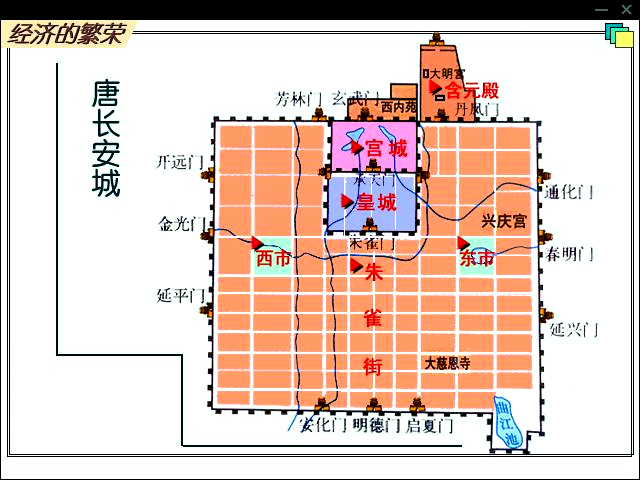 经济的繁荣
唐长安城
大明宫
含元殿
芳林门
玄武门
西内苑
丹凤门
宫城
开远门
承天门
通化门
皇城
兴庆宫
金光门
朱雀门
春明门
西市
东市
朱雀街
延平门
延兴门
大慈恩寺
曲江池
安化门
明德门
启夏门